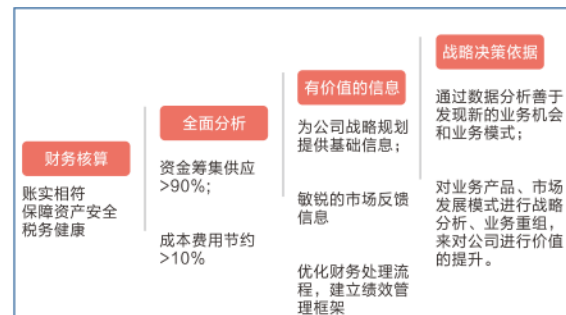 财务核算
账实相符
保障资产安全
税务健康
全面分析
资金筹集供应
>90%;
成本费用节约
>10%
有价值的信息
为公司战略规划
提供基础信息；
敏锐的市场反馈
信息
优化财务处理流
程，建立绩效管
理框架
战略决策依据
通过数据分析善于
发现新的业务机会
和业务模式；
对业务产品、市场
发展模式进行战略
分析、业务重组，
来对公司进行价值
的提升。